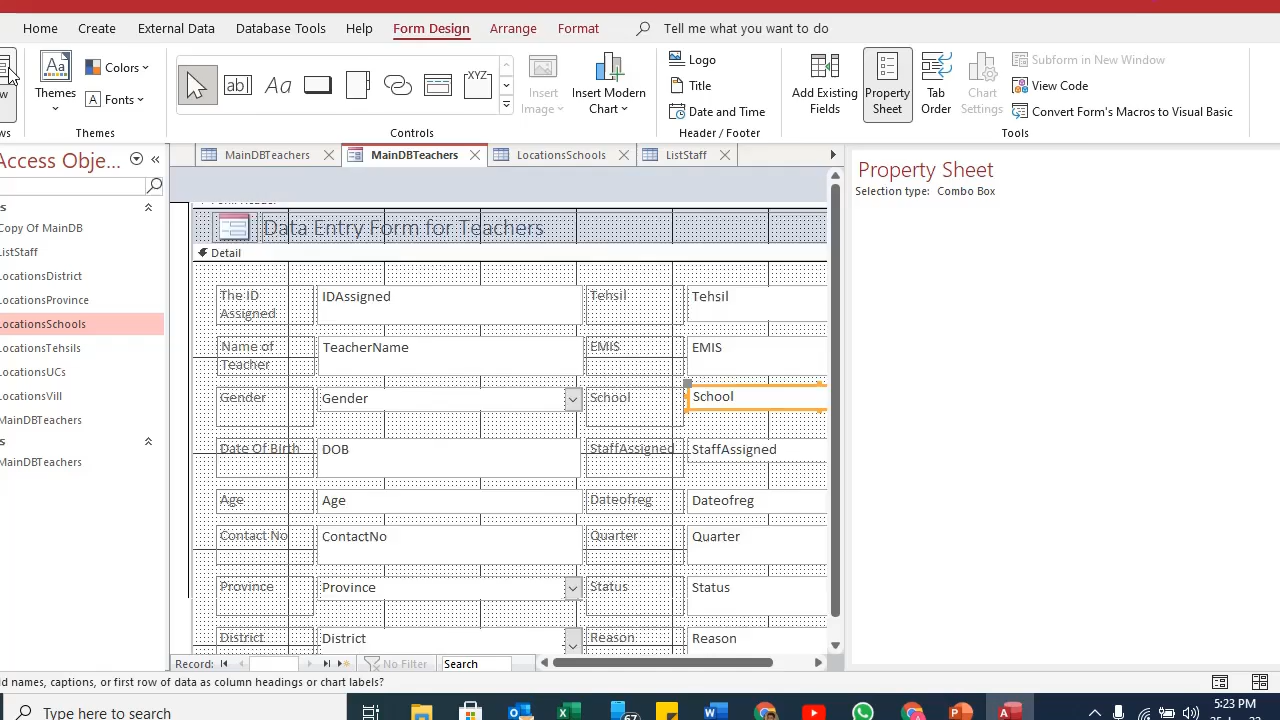 Home Create External Data Database Tools Help Form Design Arrange Format Tell me what you want to do
Themes
Colors
Fonts
Themes
Aa
ab|
XYZ
Controls
Insert Image
Insert Modern Chart
Logo
Title
Date and Time
Header / Footer
Add Existing Fields
Property Sheet
Tab Order
Chart Settings
Subform in New Window
View Code
Convert Form's Macros to Visual Basic
Tools
Access Obje...
Copy Of MainDB
ListStaff
LocationsDistrict
LocationsProvince
LocationsSchools
LocationsTehsils
LocationsUCs
LocationsVill
MainDBTeachers
MainDBTeachers
MainDBTeachers MainDBTeachers LocationsSchools ListStaff
Data Entry Form for Teachers
Detail
The ID Assigned IDAssigned Tehsil Tehsil
Name of Teacher TeacherName EMIS EMIS
Gender Gender School School
Date Of Birth DOB StaffAssigned StaffAssigned
Age Age Dateofreg Dateofreg
Contact No ContactNo Quarter Quarter
Province Province Status Status
District District Reason Reason
Record: No Filter Search
Property Sheet
Selection type: Combo Box
d names, captions, or first row of data as column headings or chart labels?
Type here to search
67
5:23 PM